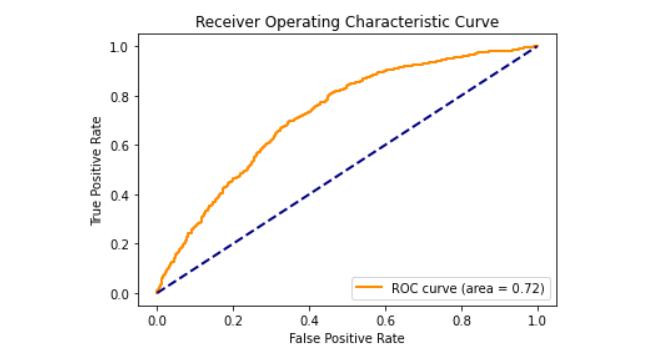 Receiver Operating Characteristic Curve
1.0
0.8
0.6
0.4
0.2
0.0
True Positive Rate
ROC curve (area = 0.72)
0.0 0.2 0.4 0.6 0.8 1.0
False Positive Rate